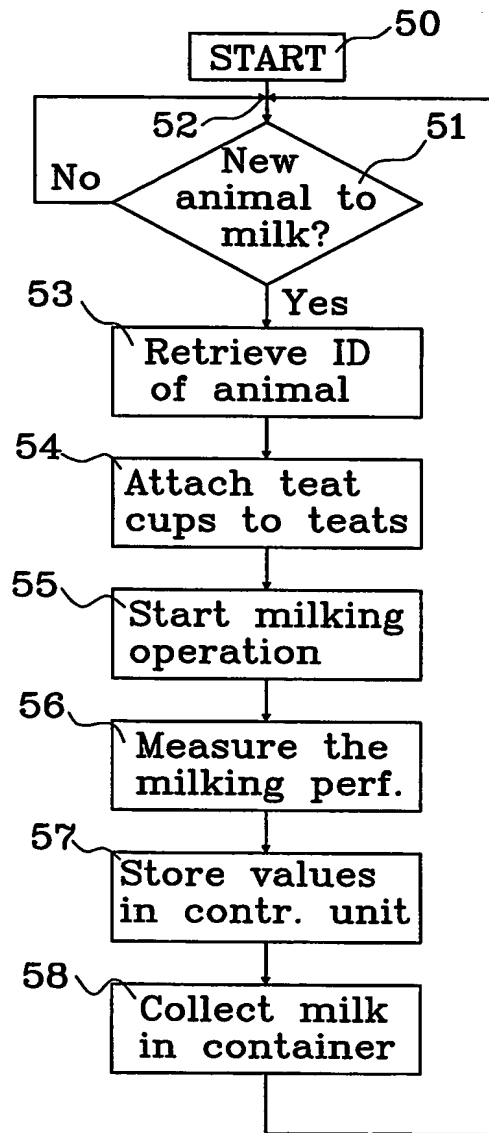 50
START
52
51
New
animal to
milk?
No
Yes
53
Retrieve ID
of animal
54
Attach teat
cups to teats
55
Start milking
operation
56
Measure the
milking perf.
57
Store values
in contr. unit
58
Collect milk
in container